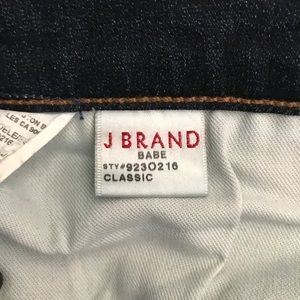 J BRAND
BABE
STY#923O216
CLASSIC